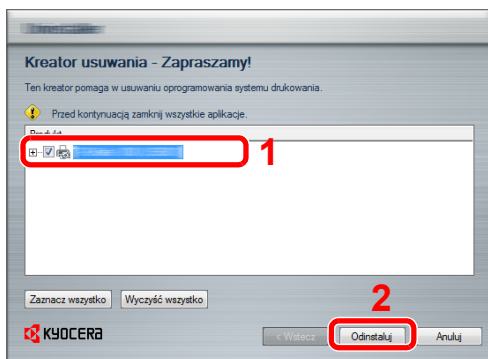 Kreator usuwania - Zapraszamy!
Ten kreator pomaga w usuwaniu oprogramowania systemu drukowania.
Przed kontynuacją zamknij wszystkie aplikacje.
Produkt
1
Zaznacz wszystko Wyczyść wszystko
2
KYOCERA < Wstecz Odinstaluj Anuluj